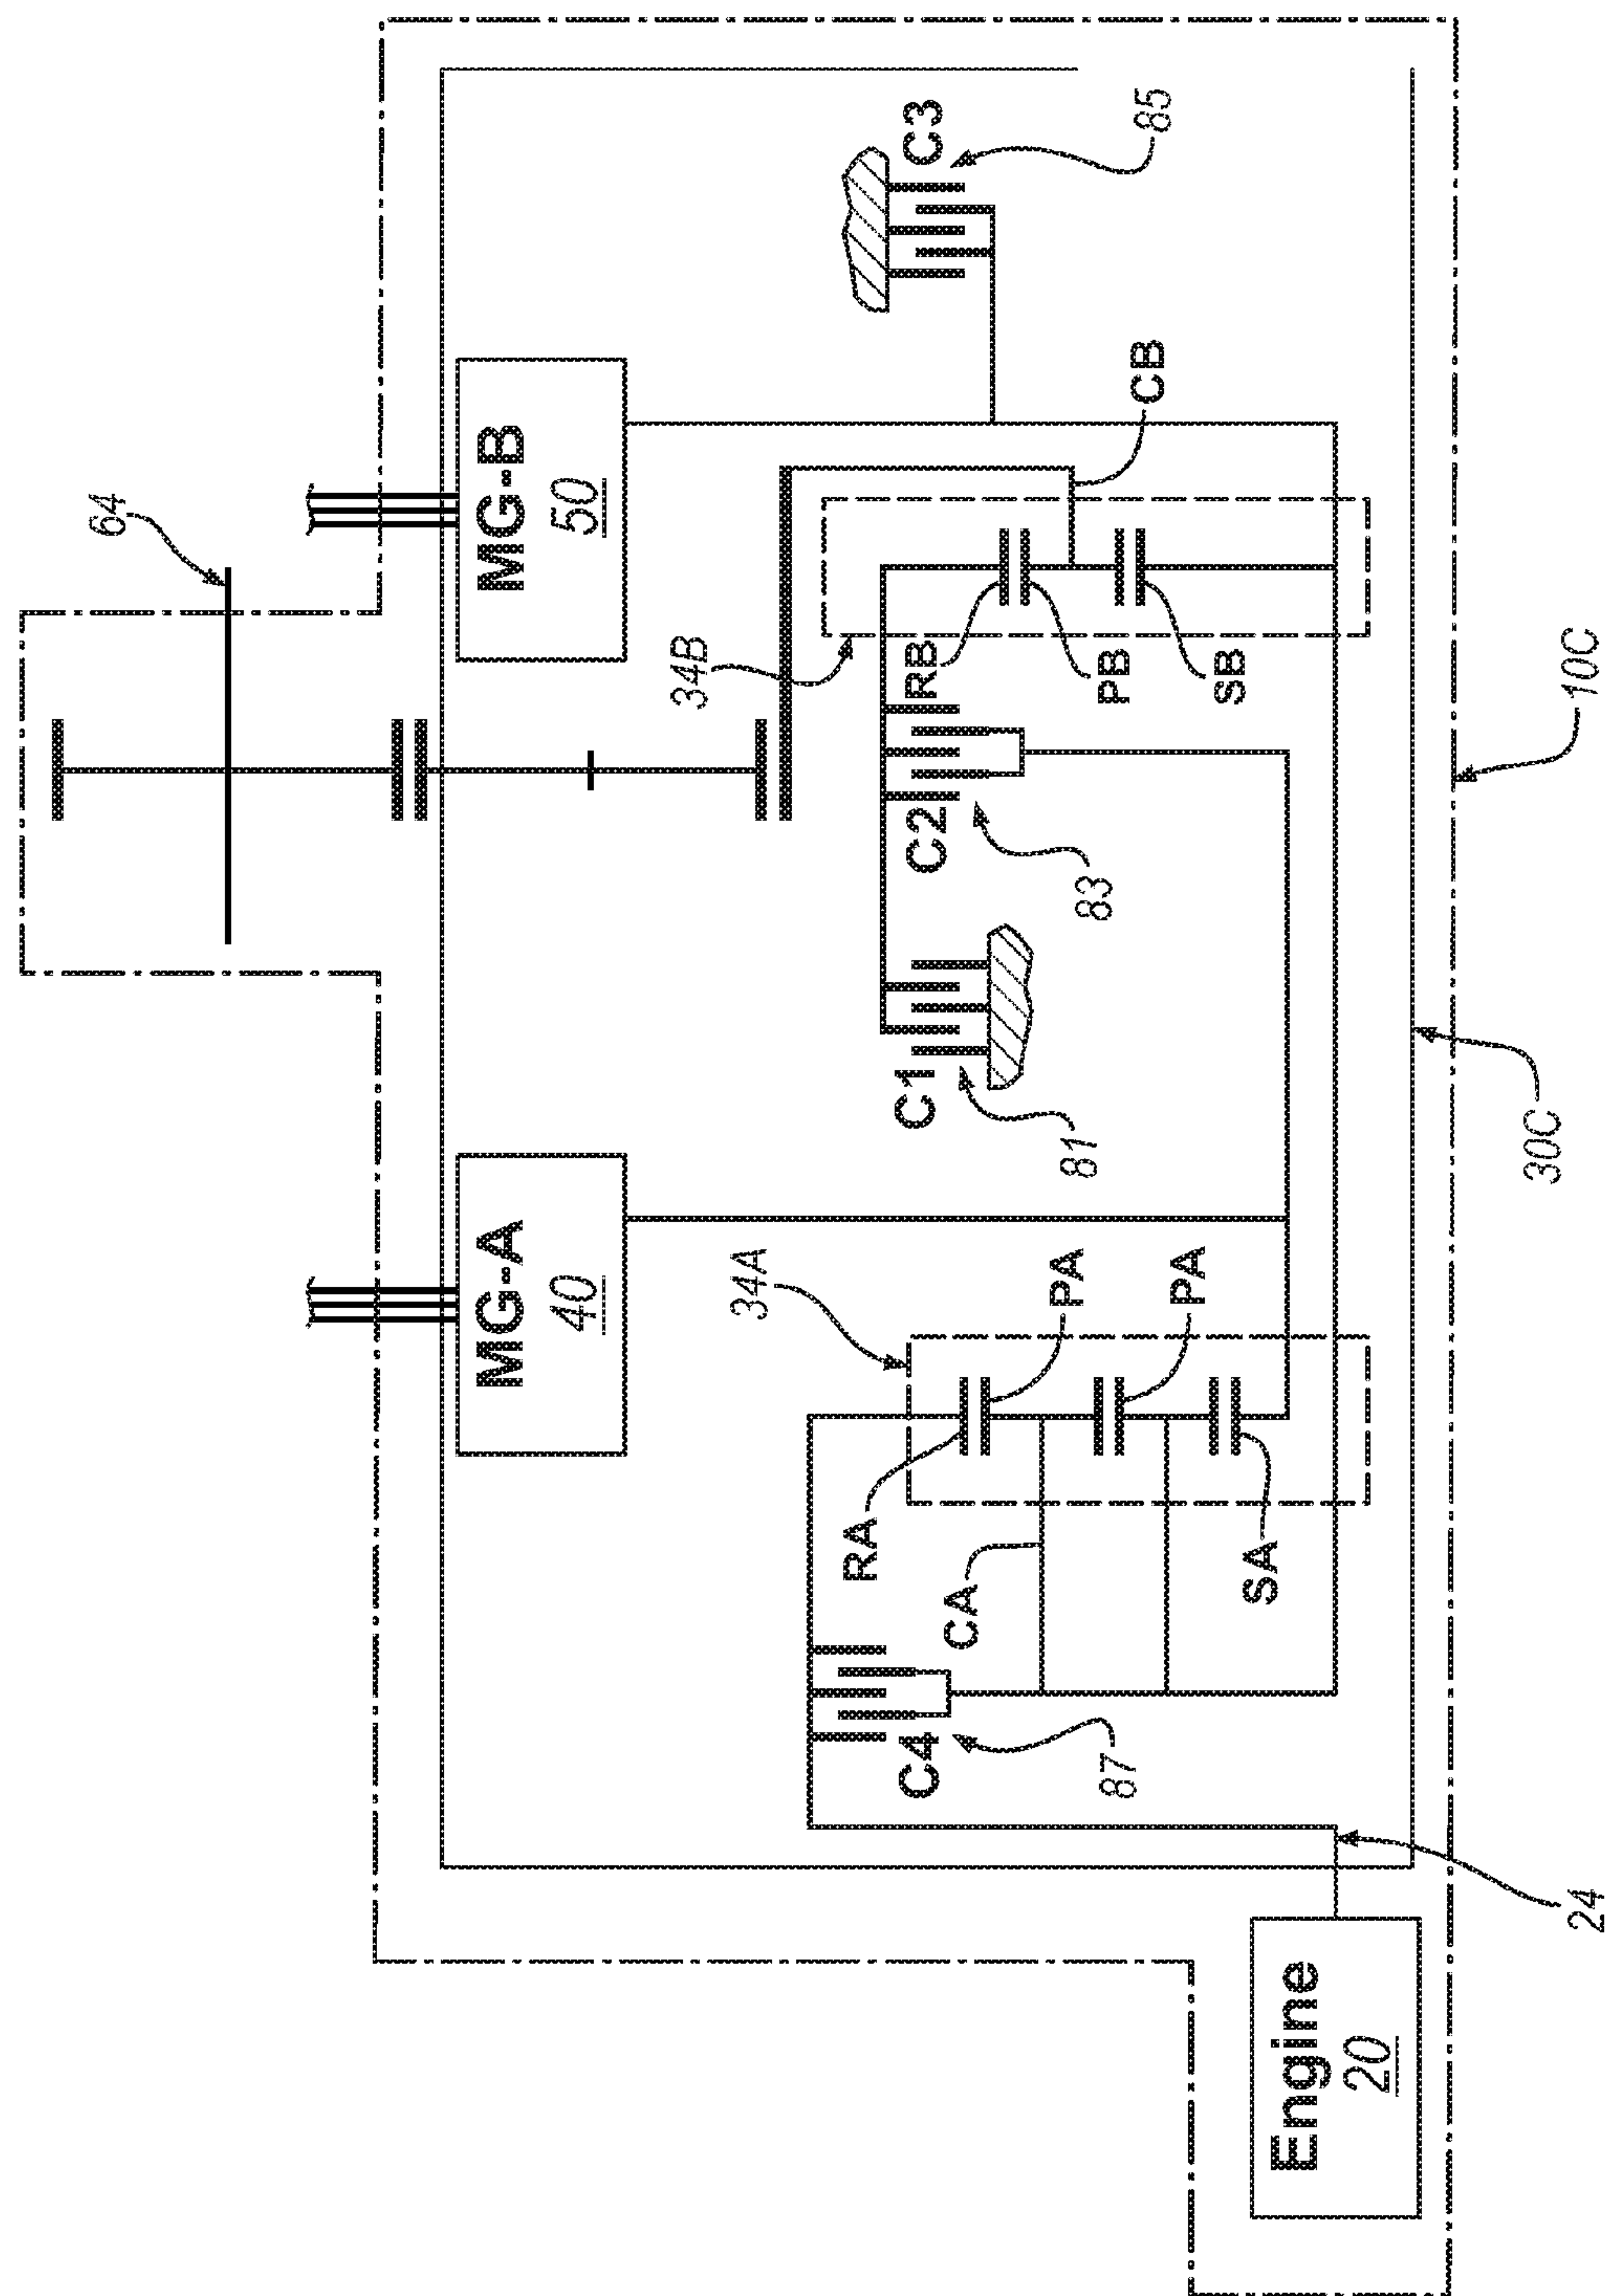 64
MG-A
40
MG-B
50
34A
34B
C3
85
RA
PA
PA
CA
SA
C4
87
C1
81
C2
83
RB
PB
SB
CB
Engine
20
24
30C
10C